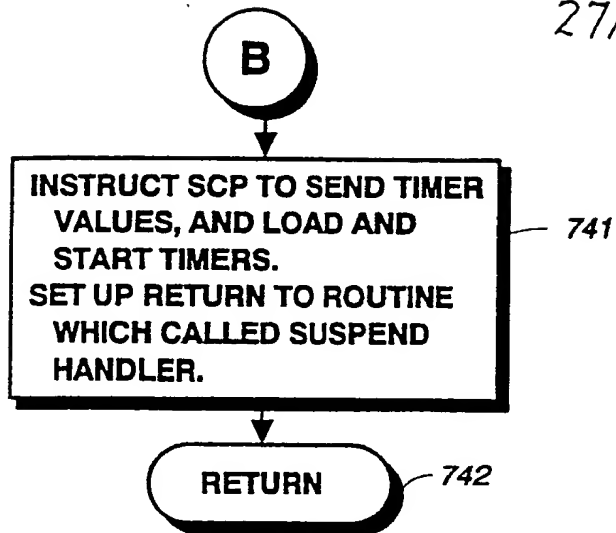 27/
B
INSTRUCT SCP TO SEND TIMER
VALUES, AND LOAD AND
START TIMERS.
SET UP RETURN TO ROUTINE
WHICH CALLED SUSPEND
HANDLER.
741
RETURN
742